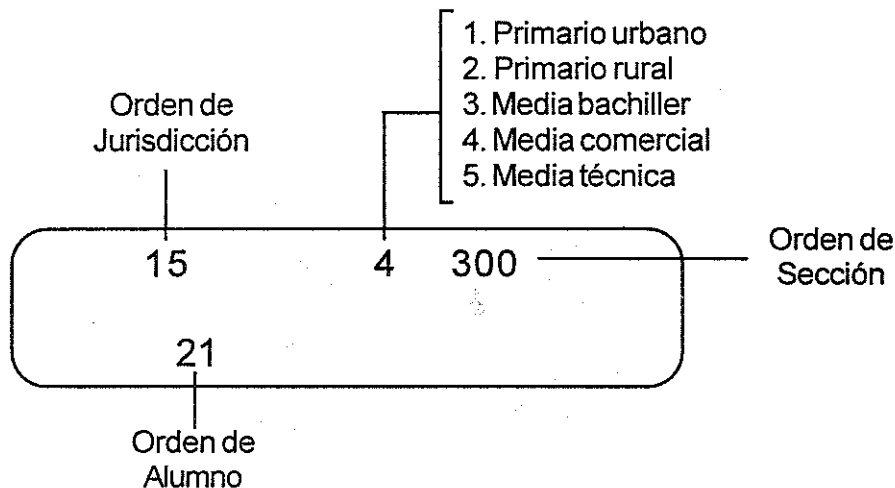 1. Primario urbano
2. Primario rural
3. Media bachiller
4. Media comercial
5. Media técnica
Orden de
Jurisdicción
15 4 300
Orden de
Sección
21
Orden de
Alumno